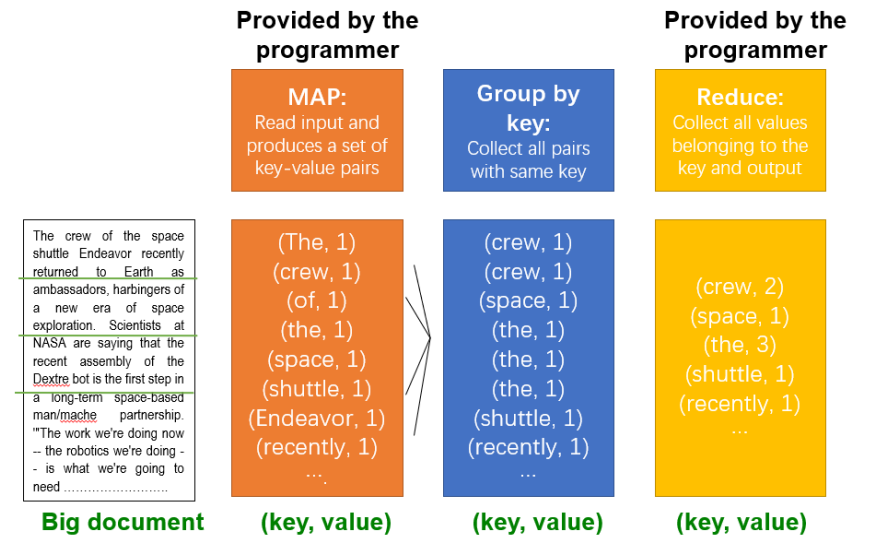 Provided by the
programmer
Provided by the
programmer
MAP:
Read input and
produces a set of
key-value pairs
Group by
key:
Collect all pairs
with same key
Reduce:
Collect all values
belonging to the
key and output
The crew of the space
shuttle Endeavor recently
returned to Earth as
ambassadors, harbingers of
a new era of space
exploration. Scientists at
NASA are saying that the
recent assembly of the
Dextre bot is the first step in
a long-term space-based
man/mache partnership.
'"The work we're doing now
-- the robotics we're doing -
- is what we're going to
need ……………………..
(The, 1)
(crew, 1)
(of, 1)
(the, 1)
(space, 1)
(shuttle, 1)
(Endeavor, 1)
(recently, 1)
….
(crew, 1)
(crew, 1)
(space, 1)
(the, 1)
(the, 1)
(the, 1)
(shuttle, 1)
(recently, 1)
…
(crew, 2)
(space, 1)
(the, 3)
(shuttle, 1)
(recently, 1)
…
Big document
(key, value)
(key, value)
(key, value)